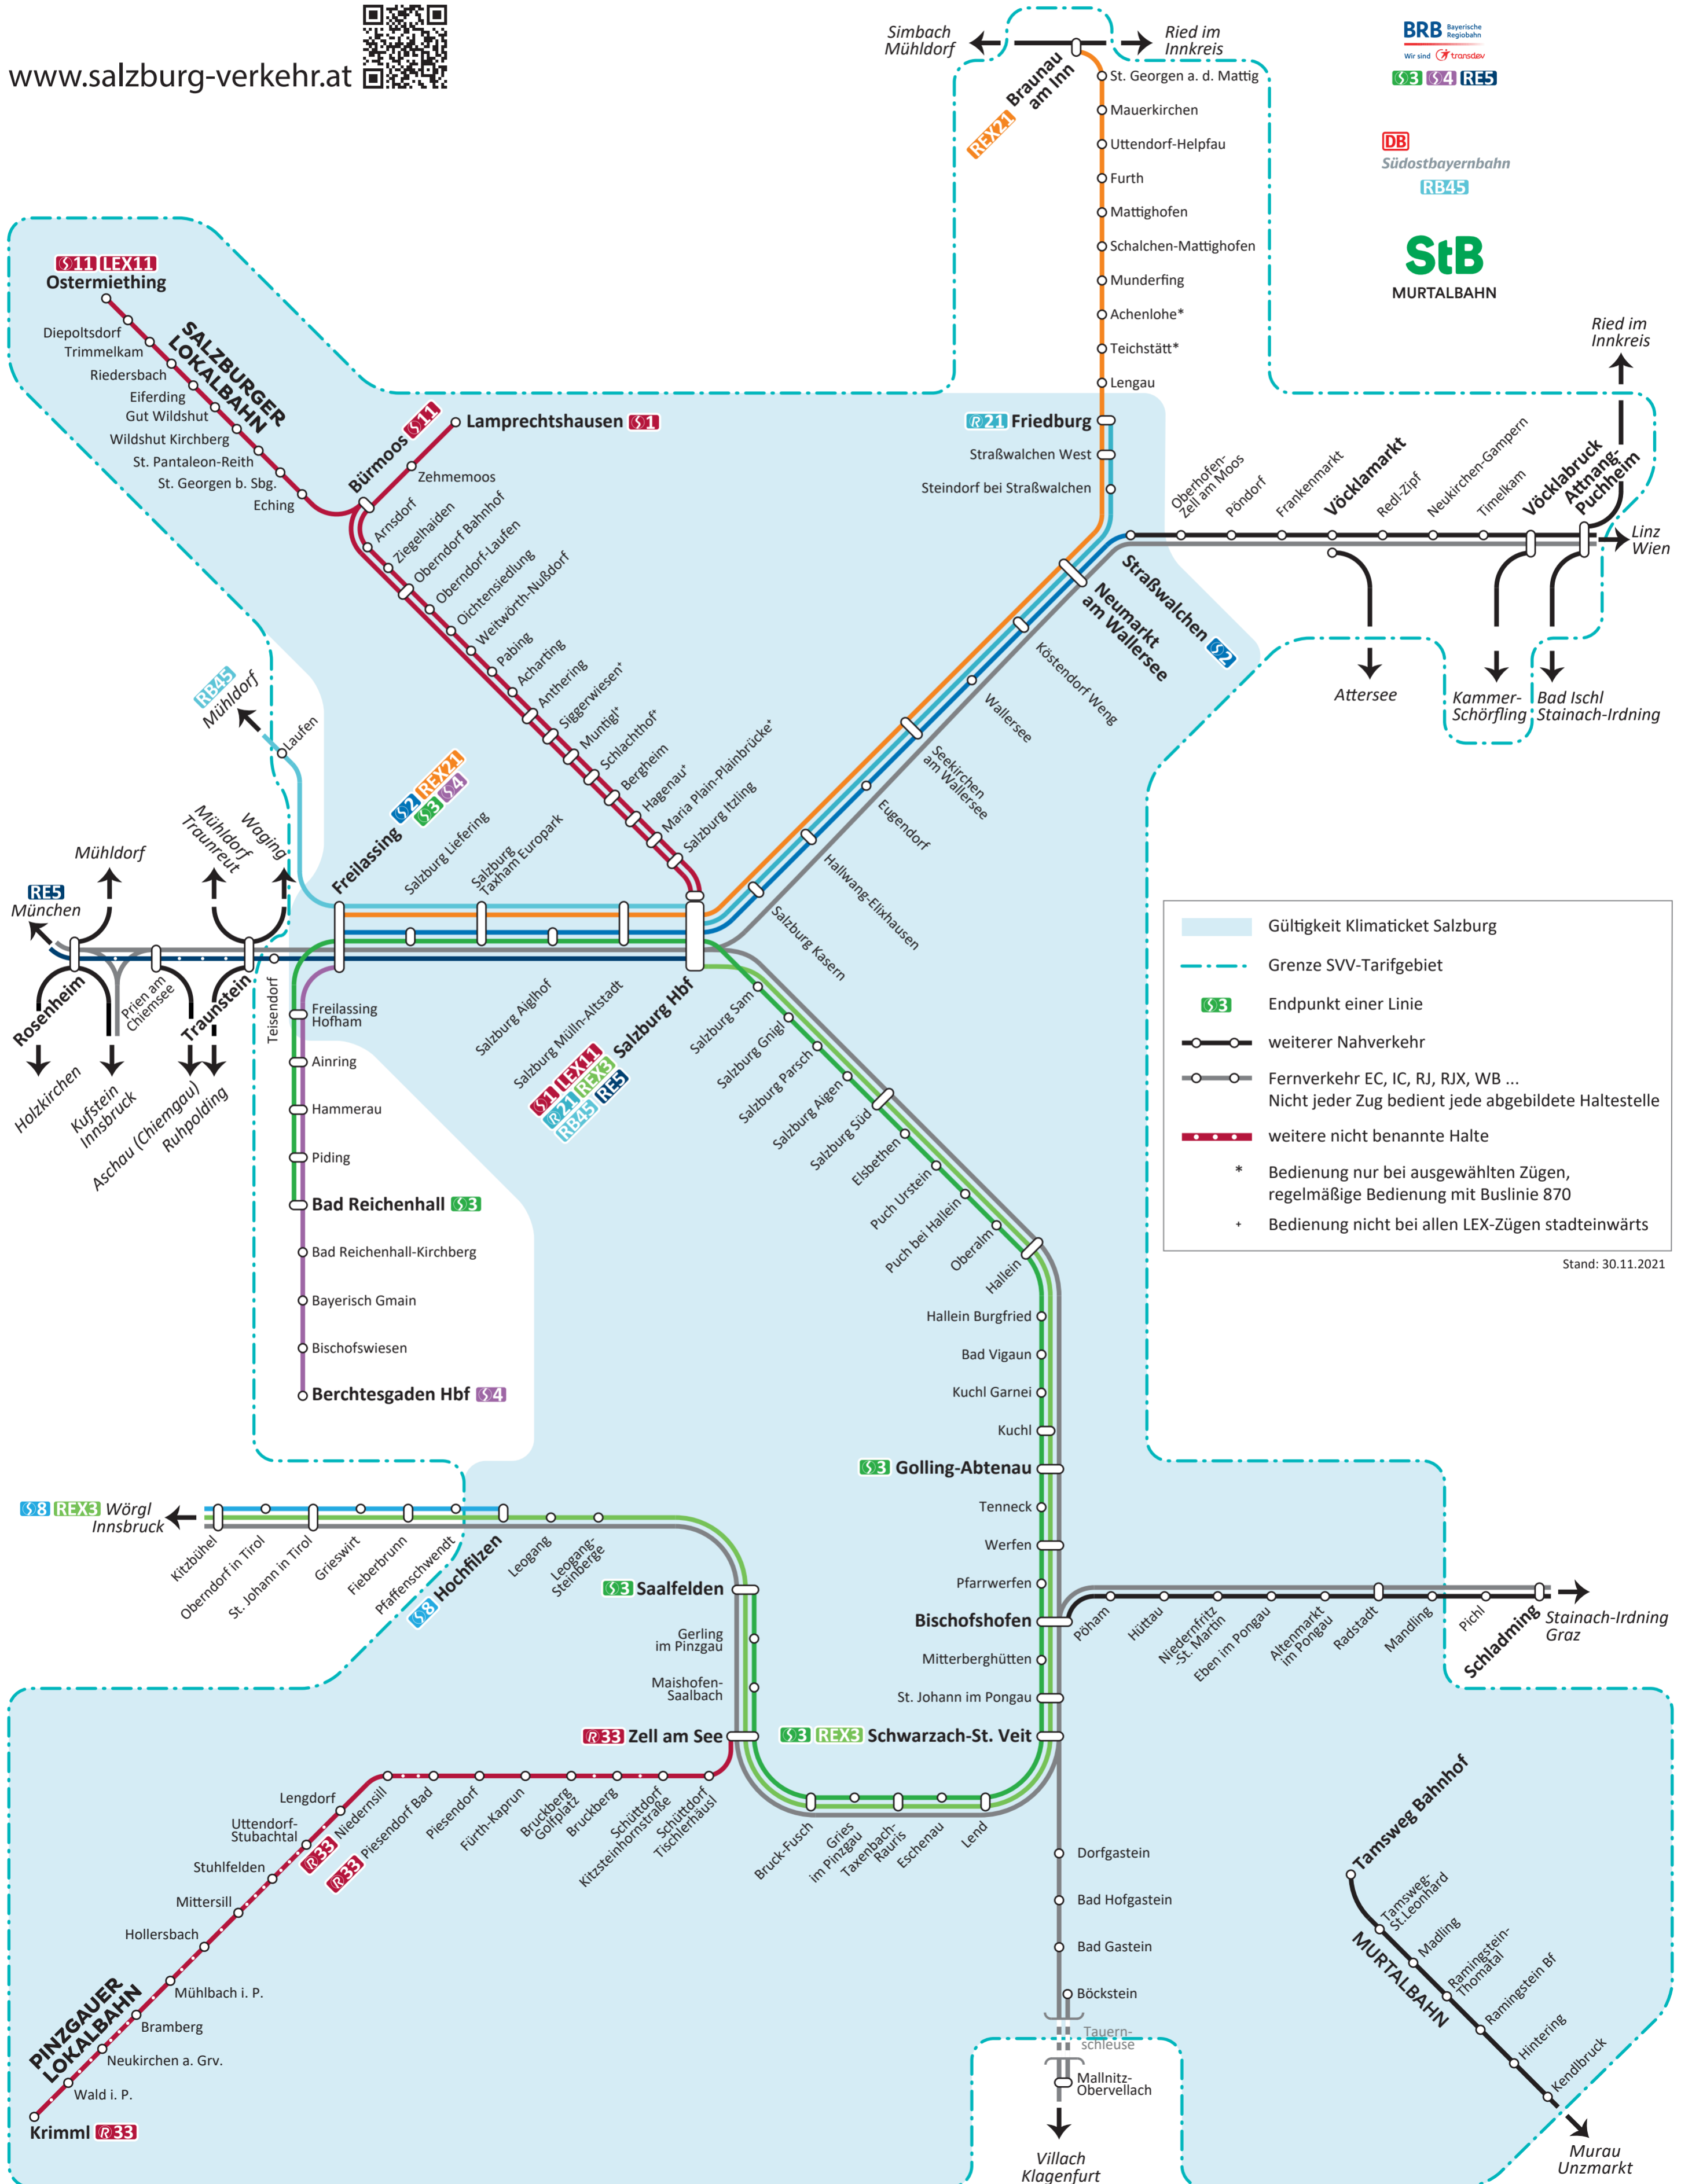 www.salzburg-verkehr.at
Simbach
Mühldorf
Ried im
Innkreis
Braunau
am Inn
REX21
St. Georgen a. d. Mattig
Mauerkirchen
Uttendorf-Helpfau
Furth
Mattighofen
Schalchen-Mattighofen
Munderfing
Achenlohe*
Teichstätt*
Lengau
R21 Friedburg
Straßwalchen West
Steindorf bei Straßwalchen
BRB Bayerische
Regiobahn
Wir sind transdev
S3 S4 RE5
DB
Südostbayernbahn
RB45
StB
MURTALBAHN
S11 LEX11
Ostermiething
Diepoltsdorf
Trimmelkam
Riedersbach
Eiferding
Gut Wildshut
Wildshut Kirchberg
St. Pantaleon-Reith
St. Georgen b. Sbg.
Eching
SALZBURGER
LOKALBAHN
Bürmoos S11
Lamprechtshausen S1
Zehmemoos
Arnsdorf
Ziegelhaiden
Oberndorf Bahnhof
Oberndorf-Laufen
Oichtensiedlung
Weitwörth-Nußdorf
Pabing
Acharting
Anthering
Siggerwiesen+
Muntigl+
Schlachthof+
Bergheim
Hagenau+
Maria Plain-Plainbrücke+
Salzburg Itzling
Oberhofen-
Zell am Moos
Pöndorf
Frankenmarkt
Vöcklamarkt
Redl-Zipf
Neukirchen-Gampern
Timelkam
Vöcklabruck
Attnang-
Puchheim
Ried im
Innkreis
Linz
Wien
Attersee
Kammer-
Schörfling
Bad Ischl
Stainach-Irdning
Straßwalchen S2
Neumarkt
am Wallersee
Köstendorf Weng
Wallersee
Seekirchen
am Wallersee
Eugendorf
Hallwang-Elixhausen
Salzburg Kasern
RB45
Mühldorf
Laufen
Freilassing
S2 REX21
S3 S4
Salzburg Liefering
Salzburg
Taxham Europark
Salzburg Aiglhof
Salzburg Mülln-Altstadt
Salzburg Hbf
S1 LEX11
R21 REX3
RB45 RE5
RE5
München
Mühldorf
Mühldorf
Traunreut
Waging
Rosenheim
Prien am
Chiemsee
Traunstein
Teisendorf
Holzkirchen
Kufstein
Innsbruck
Aschau (Chiemgau)
Ruhpolding
Freilassing
Hofham
Ainring
Hammerau
Piding
Bad Reichenhall S3
Bad Reichenhall-Kirchberg
Bayerisch Gmain
Bischofswiesen
Berchtesgaden Hbf S4
Salzburg Sam
Salzburg Gnigl
Salzburg Parsch
Salzburg Aigen
Salzburg Süd
Elsbethen
Puch Urstein
Puch bei Hallein
Oberalm
Hallein
Hallein Burgfried
Bad Vigaun
Kuchl Garnei
Kuchl
S3 Golling-Abtenau
Tenneck
Werfen
Pfarrwerfen
Bischofshofen
Mitterberghütten
St. Johann im Pongau
S3 REX3 Schwarzach-St. Veit
Gültigkeit Klimaticket Salzburg
Grenze SVV-Tarifgebiet
S3 Endpunkt einer Linie
weiterer Nahverkehr
Fernverkehr EC, IC, RJ, RJX, WB ...
Nicht jeder Zug bedient jede abgebildete Haltestelle
weitere nicht benannte Halte
* Bedienung nur bei ausgewählten Zügen,
regelmäßige Bedienung mit Buslinie 870
+ Bedienung nicht bei allen LEX-Zügen stadteinwärts
Stand: 30.11.2021
S8 REX3 Wörgl
Innsbruck
Kitzbühel
Oberndorf in Tirol
St. Johann in Tirol
Grieswirt
Fieberbrunn
Pfaffenschwendt
S8 Hochfilzen
Leogang
Leogang-
Steinberge
S3 Saalfelden
Gerling
im Pinzgau
Maishofen-
Saalbach
R33 Zell am See
Pöham
Hüttau
Niedernfritz
-St. Martin
Eben im Pongau
Altenmarkt
im Pongau
Radstadt
Mandling
Pichl
Schladming
Stainach-Irdning
Graz
Bruck-Fusch
Gries
im Pinzgau
Taxenbach-
Rauris
Eschenau
Lend
Schüttdorf
Tischlerhäusl
Schüttdorf
Kitzsteinhornstraße
Bruckberg
Bruckberg
Golfplatz
Fürth-Kaprun
Piesendorf
R33 Piesendorf Bad
R33 Niedernsill
Lengdorf
Uttendorf-
Stubachtal
Stuhlfelden
Mittersill
Hollersbach
Mühlbach i. P.
Bramberg
Neukirchen a. Grv.
Wald i. P.
Krimml R33
PINZGAUER
LOKALBAHN
Dorfgastein
Bad Hofgastein
Bad Gastein
Böckstein
Tauern-
schleuse
Mallnitz-
Obervellach
Villach
Klagenfurt
Tamsweg Bahnhof
Tamsweg-
St.Leonhard
Madling
Ramingstein-
Thomatal
Ramingstein Bf
Hintering
Kendlbruck
MURTALBAHN
Murau
Unzmarkt